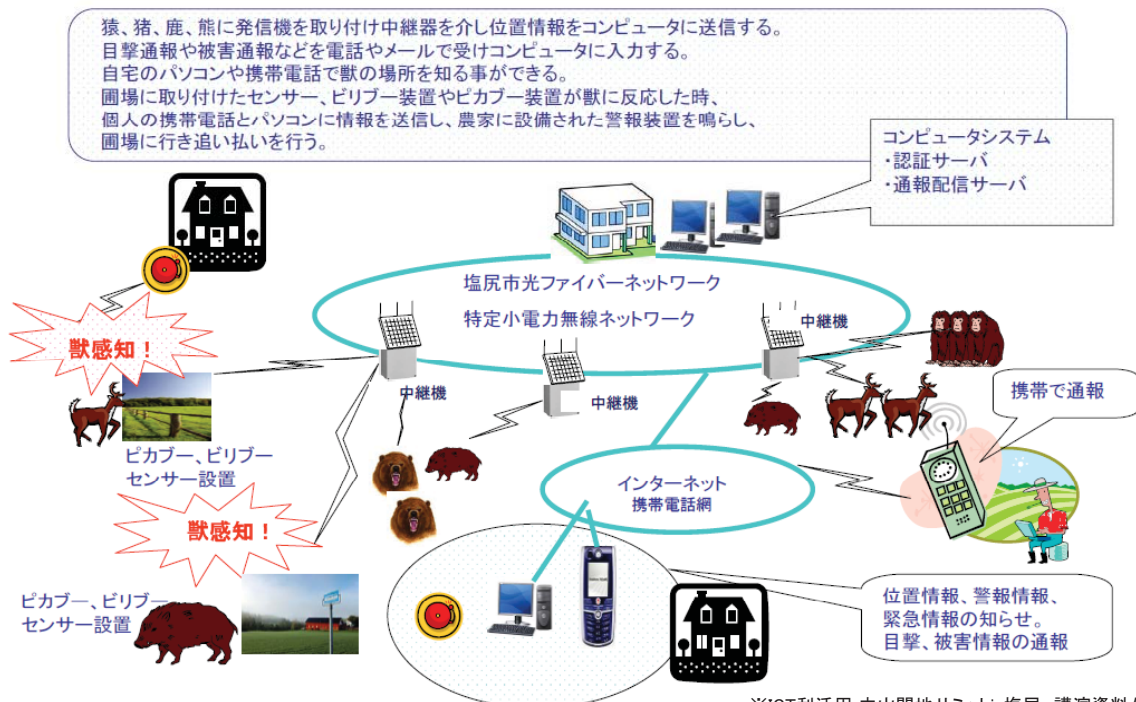 猿、猪、鹿、熊に発信機を取り付け中継器を介し位置情報をコンピュータに送信する。
目撃通報や被害通報などを電話やメールで受けコンピュータに入力する。
自宅のパソコンや携帯電話で獣の場所を知る事ができる。
圃場に取り付けたセンサー、ビリブー装置やピカブー装置が獣に反応した時、
個人の携帯電話とパソコンに情報を送信し、農家に設備された警報装置を鳴らし、
圃場に行き追い払いを行う。
コンピュータシステム
・認証サーバ
・通報配信サーバ
塩尻市光ファイバーネットワーク
特定小電力無線ネットワーク
中継機
獣感知！
中継機
中継機
携帯で通報
ピカブー、ビリブー
センサー設置
インターネット
携帯電話網
獣感知！
ピカブー、ビリブー
センサー設置
位置情報、警報情報、
緊急情報の知らせ。
目撃、被害情報の通報